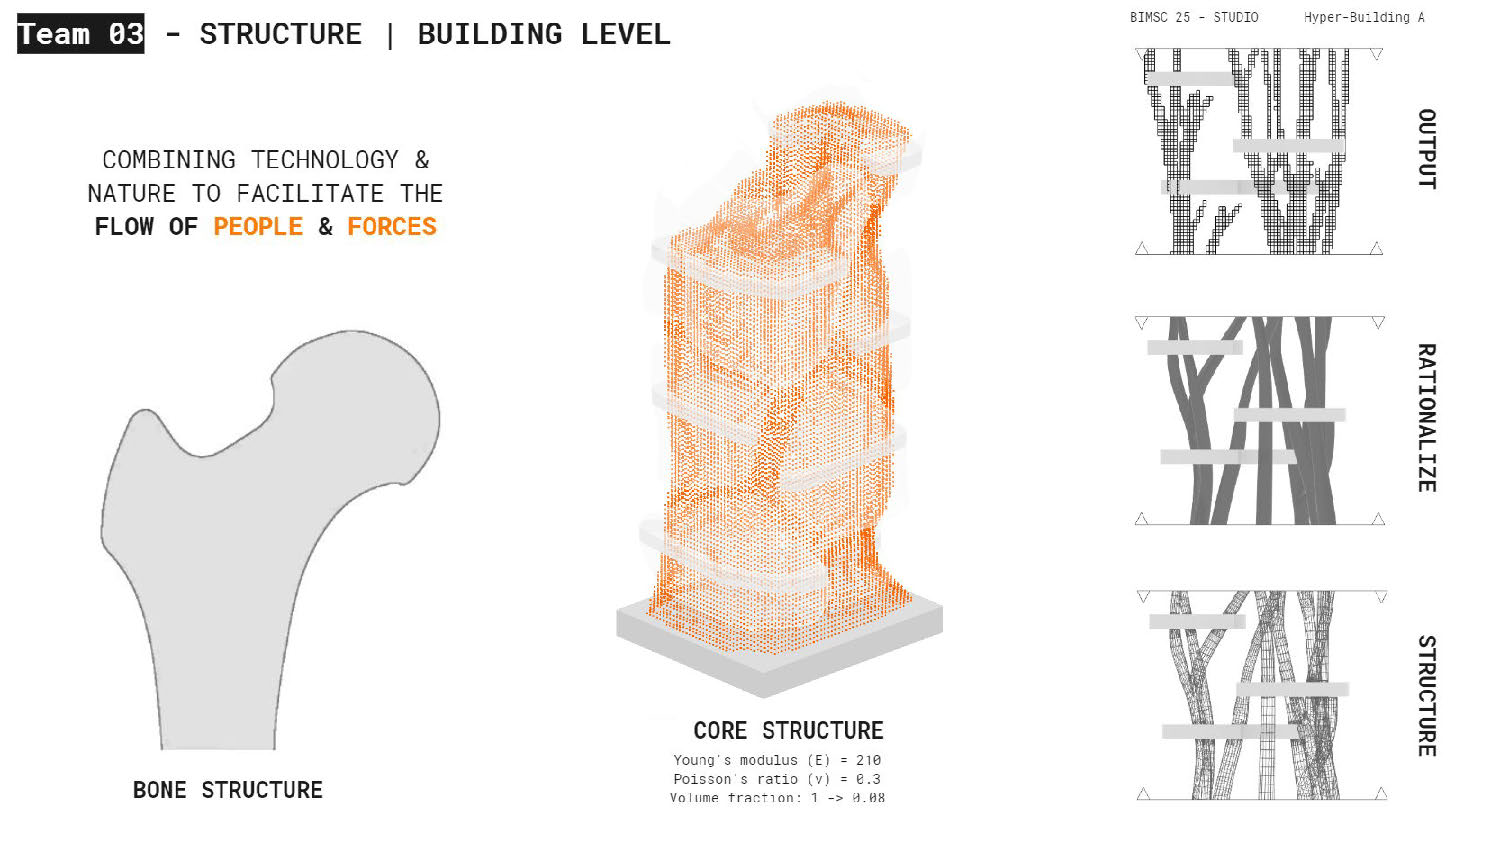 Team 03 - STRUCTURE | BUILDING LEVEL
BIMSC 25 - STUDIO
Hyper-Building A
COMBINING TECHNOLOGY &
NATURE TO FACILITATE THE
FLOW OF PEOPLE & FORCES
BONE STRUCTURE
CORE STRUCTURE
Young's modulus (E) = 210
Poisson's ratio (v) = 0.3
Volume fraction: 1 -> 0.08
OUTPUT
RATIONALIZE
STRUCTURE